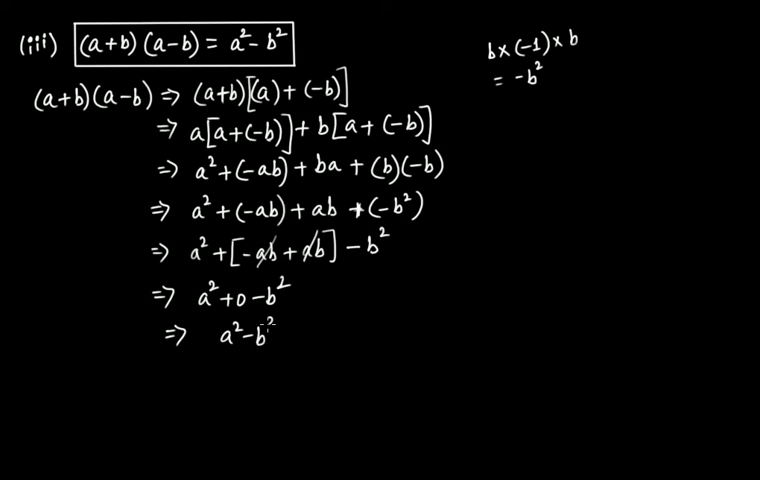 (iii) (a+b)(a-b) = a²-b²
b×(-1)×b
= -b²
(a+b)(a-b) ⇒ (a+b)[(a)+(-b)]
⇒ a[a+(-b)]+b[a+(-b)]
⇒ a²+(-ab)+ba+(b)(-b)
⇒ a²+(-ab)+ab+(-b²)
⇒ a²+[-ab+ab]-b²
⇒ a²+0-b²
⇒ a²-b²